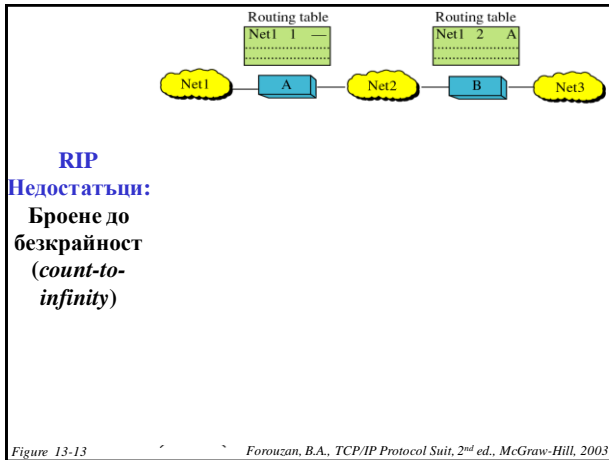 Routing table Routing table
Net1 1 — Net1 2 A
Net1 A Net2 B Net3
RIP
Недостатъци:
Броене до
безкрайност
(count-to-
infinity)
Figure 13-13 Forouzan, B.A., TCP/IP Protocol Suit, 2nd ed., McGraw-Hill, 2003